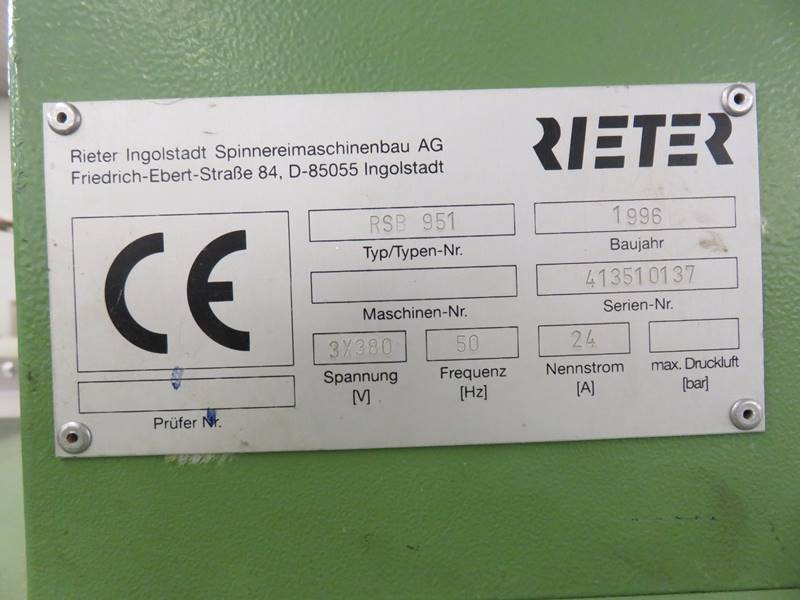 Rieter Ingolstadt Spinnereimaschinenbau AG
Friedrich-Ebert-Straße 84, D-85055 Ingolstadt
RIETER
CE
RSB 951
Typ/Typen-Nr.
1996
Baujahr
Maschinen-Nr.
413510137
Serien-Nr.
3X380
Spannung
[V]
50
Frequenz
[Hz]
24
Nennstrom
[A]
max. Druckluft
[bar]
Prüfer Nr.